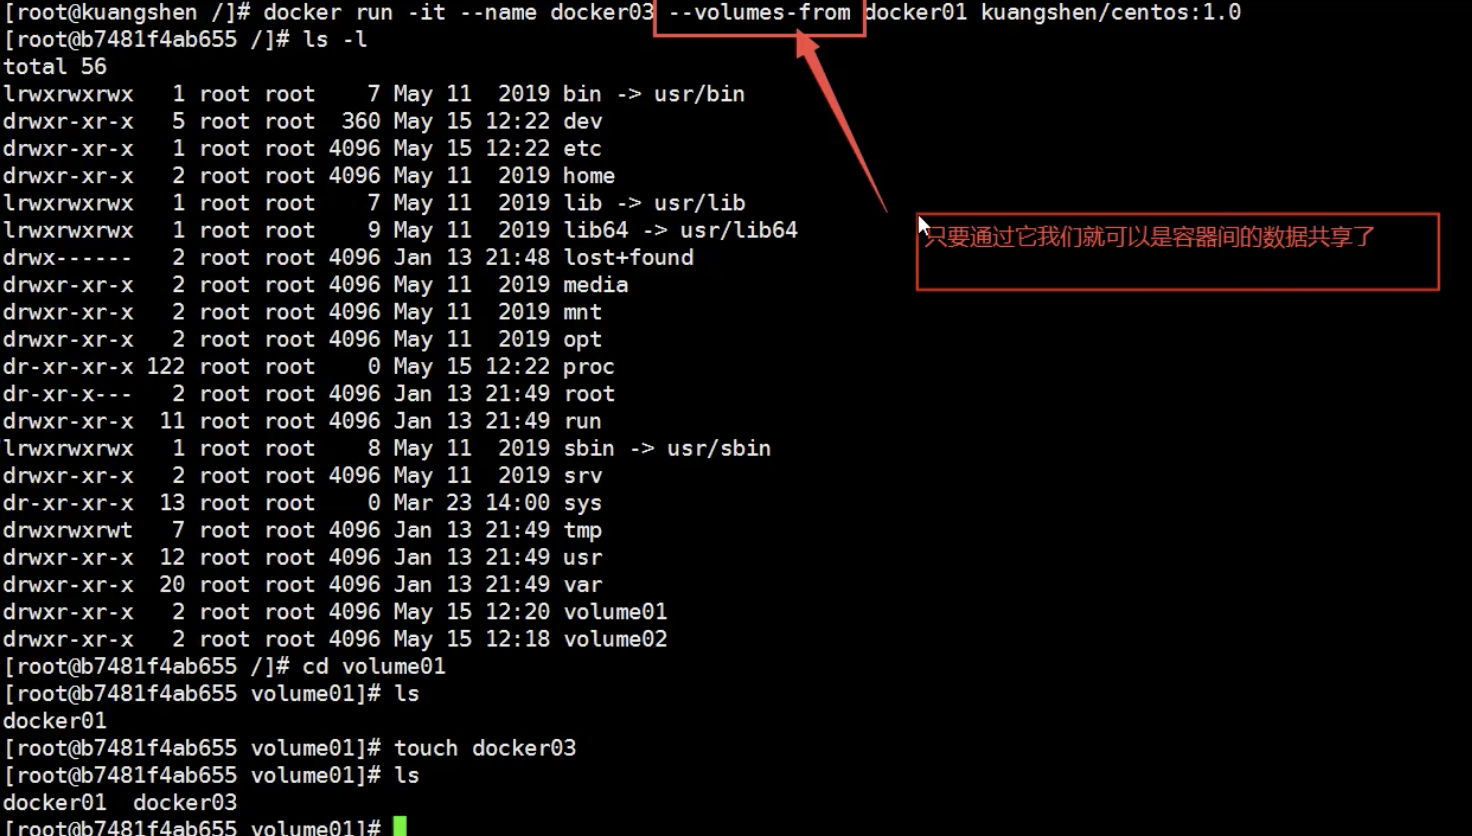 [root@kuangshen /]# docker run -it --name docker03 --volumes-from docker01 kuangshen/centos:1.0
[root@b7481f4ab655 /]# ls -l
total 56
lrwxrwxrwx   1 root root    7 May 11  2019 bin -> usr/bin
drwxr-xr-x   5 root root  360 May 15 12:22 dev
drwxr-xr-x   1 root root 4096 May 15 12:22 etc
drwxr-xr-x   2 root root 4096 May 11  2019 home
lrwxrwxrwx   1 root root    7 May 11  2019 lib -> usr/lib
lrwxrwxrwx   1 root root    9 May 11  2019 lib64 -> usr/lib64
只要通过它我们就可以是容器间的数据共享了
drwx------   2 root root 4096 Jan 13 21:48 lost+found
drwxr-xr-x   2 root root 4096 May 11  2019 media
drwxr-xr-x   2 root root 4096 May 11  2019 mnt
drwxr-xr-x   2 root root 4096 May 11  2019 opt
dr-xr-xr-x 122 root root    0 May 15 12:22 proc
dr-xr-x---   2 root root 4096 Jan 13 21:49 root
drwxr-xr-x  11 root root 4096 Jan 13 21:49 run
lrwxrwxrwx   1 root root    8 May 11  2019 sbin -> usr/sbin
drwxr-xr-x   2 root root 4096 May 11  2019 srv
dr-xr-xr-x  13 root root    0 Mar 23 14:00 sys
drwxrwxrwt   7 root root 4096 Jan 13 21:49 tmp
drwxr-xr-x  12 root root 4096 Jan 13 21:49 usr
drwxr-xr-x  20 root root 4096 Jan 13 21:49 var
drwxr-xr-x   2 root root 4096 May 15 12:20 volume01
drwxr-xr-x   2 root root 4096 May 15 12:18 volume02
[root@b7481f4ab655 /]# cd volume01
[root@b7481f4ab655 volume01]# ls
docker01
[root@b7481f4ab655 volume01]# touch docker03
[root@b7481f4ab655 volume01]# ls
docker01  docker03
[root@b7481f4ab655 volume01]#